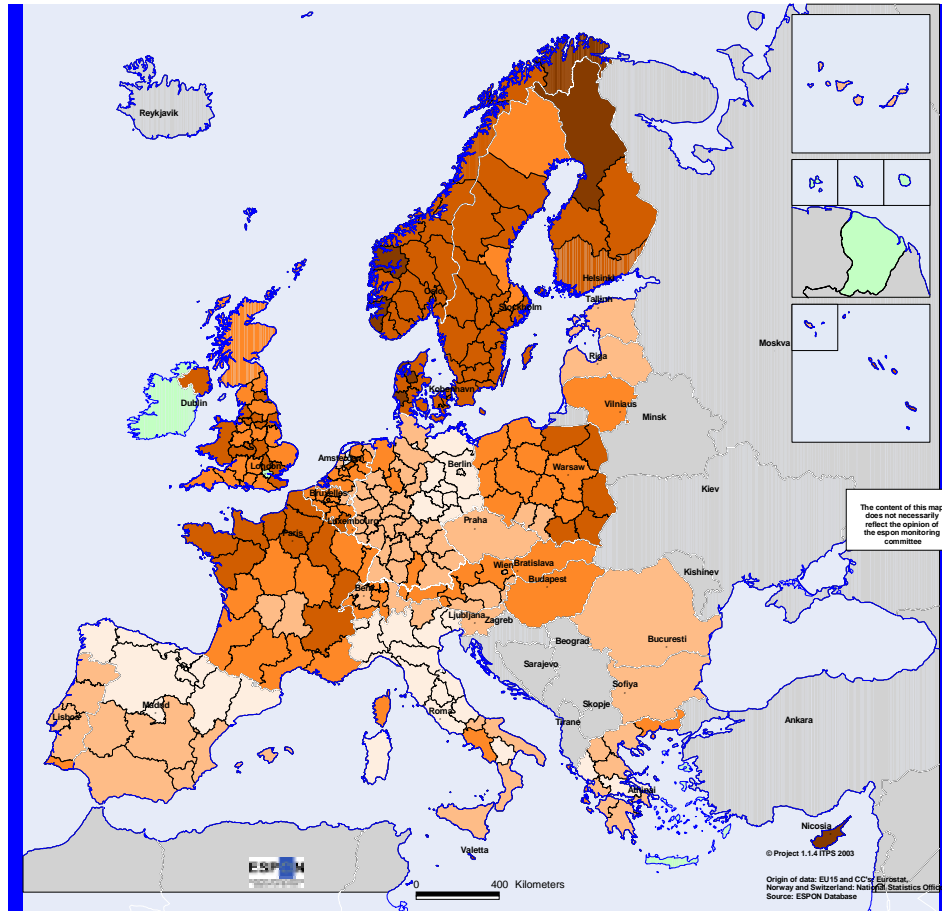 Reykjavik
Oslo
Helsinki
Tallinn
Stockholm
Moskva
Riga
Kobenhavn
Dublin
Vilniaus
Minsk
London
Amsterdam
Berlin
Warsaw
Kiev
Bruxelles
Luxembourg
Praha
The content of this map
does not necessarily
reflect the opinion of
the espon monitoring
committee
Paris
Wien
Bratislava
Kishinev
Budapest
Bern
Ljubljana
Zagreb
Beograd
Bucuresti
Sarajevo
Sofiya
Madrid
Skopje
Lisboa
Roma
Tirane
Ankara
Athinai
Nicosia
Valetta
© Project 1.1.4 ITPS 2003
ESPON
0 400 Kilometers
Origin of data: EU15 and CC's: Eurostat,
Norway and Switzerland: National Statistics Offic
Source: ESPON Database